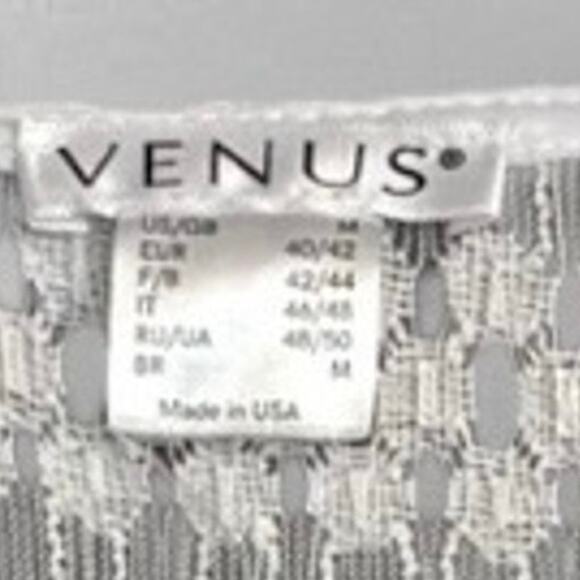 VENUS
US/GB M
EUR 40/42
F/B 42/44
IT 46/48
RU/UA 48/50
BR M
Made in USA